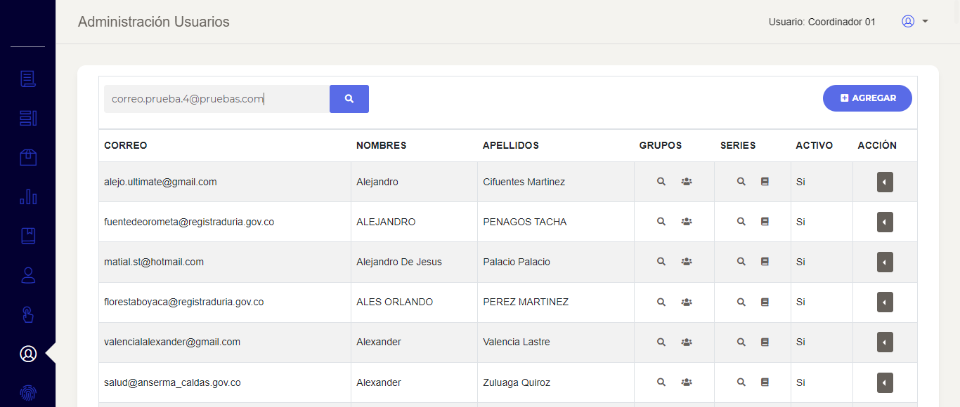 Administración Usuarios
Usuario: Coordinador 01
correo.prueba.4@pruebas.com
AGREGAR
CORREO NOMBRES APELLIDOS GRUPOS SERIES ACTIVO ACCIÓN
alejo.ultimate@gmail.com Alejandro Cifuentes Martinez Si
fuentedeorometa@registraduria.gov.co ALEJANDRO PENAGOS TACHA Si
matial.st@hotmail.com Alejandro De Jesus Palacio Palacio Si
florestaboyaca@registraduria.gov.co ALES ORLANDO PEREZ MARTINEZ Si
valencialalexander@gmail.com Alexander Valencia Lastre Si
salud@anserma_caldas.gov.co Alexander Zuluaga Quiroz Si